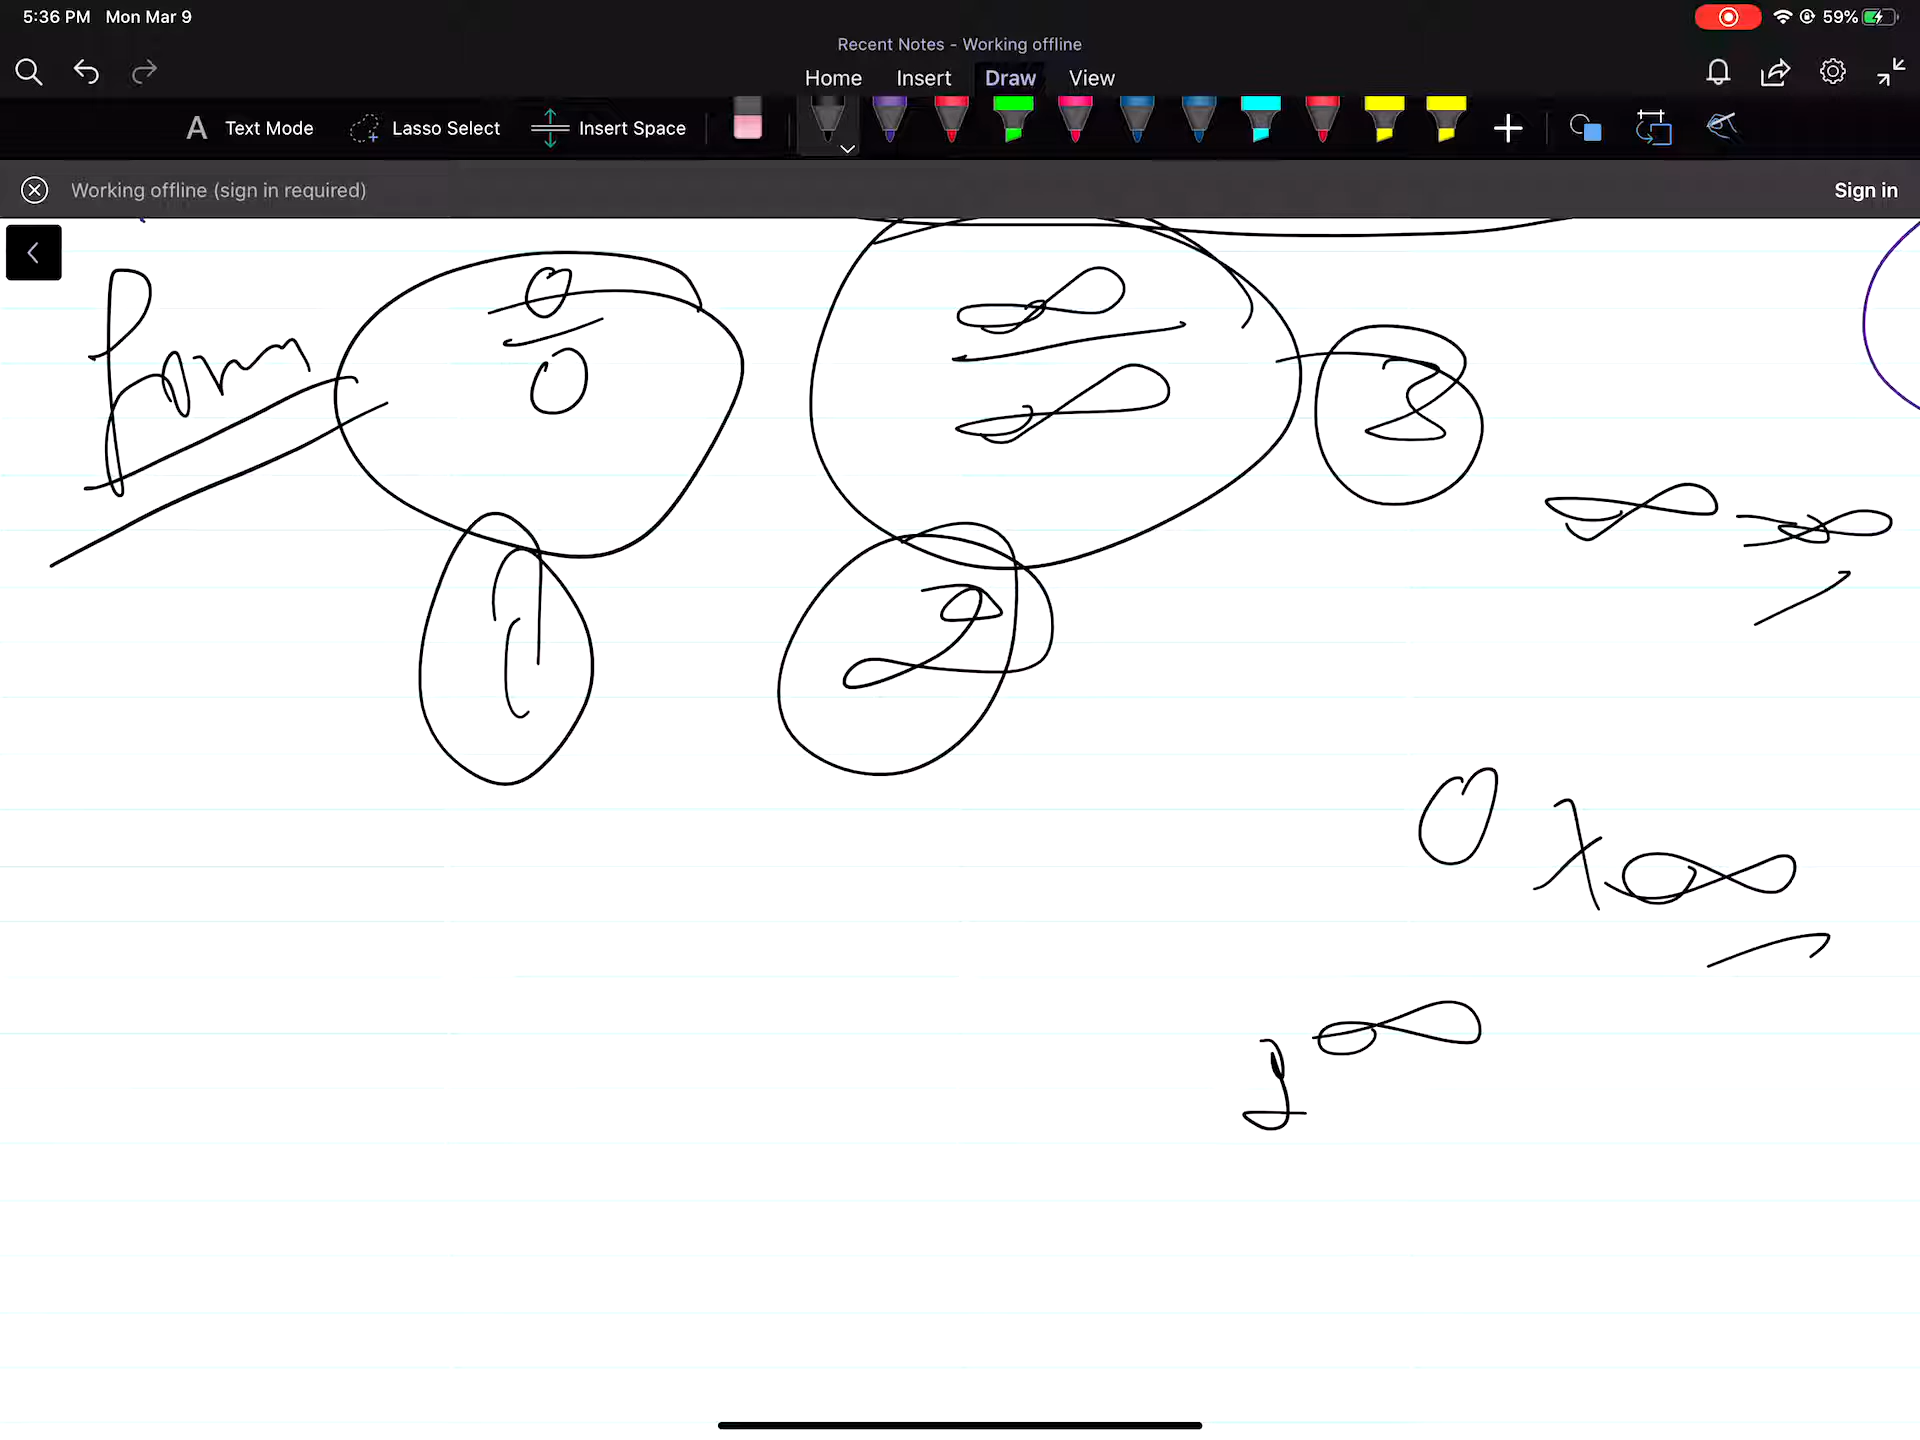 5:36 PM Mon Mar 9 59%
Recent Notes - Working offline
Home Insert Draw View
Text Mode Lasso Select Insert Space
Working offline (sign in required) Sign in
form 0/0 ∞/∞ 3
∞ - ∞
1 2
0 × ∞
1^∞